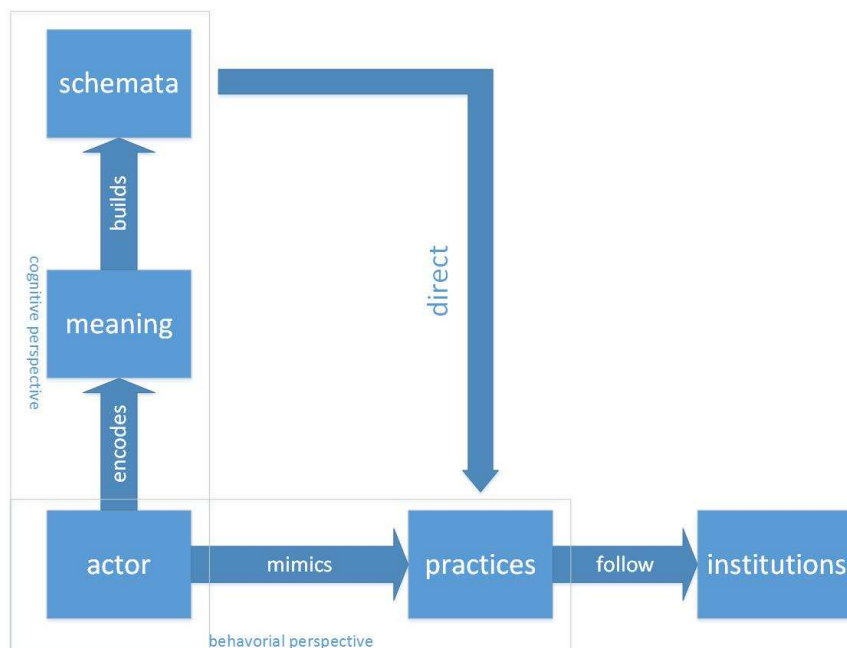 schemata
builds
cognitive perspective
meaning
direct
encodes
actor
mimics
practices
follow
institutions
behavorial perspective